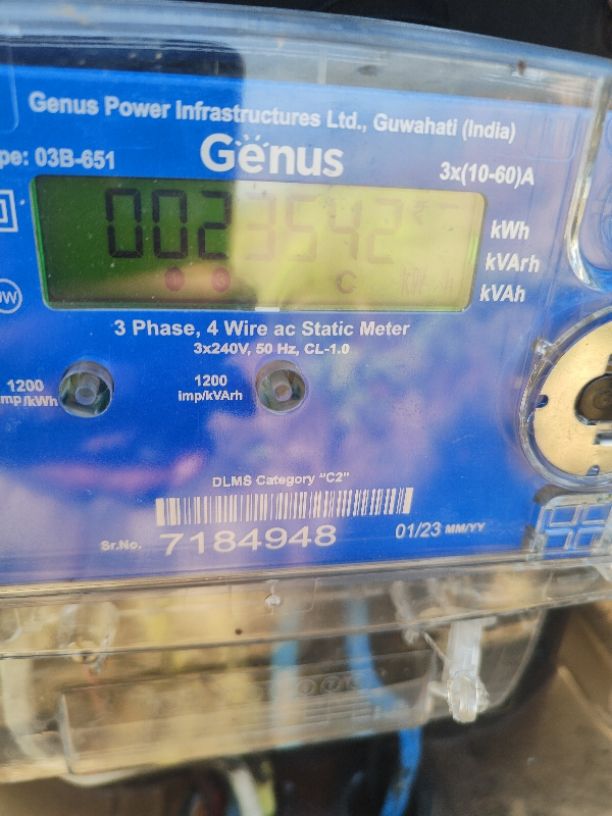 Genus Power Infrastructures Ltd., Guwahati (India)
pe: 03B-651
Genus
3x(10-60)A
0023542
C
kWh
kVArh
kVAh
3 Phase, 4 Wire ac Static Meter
3x240V, 50 Hz, CL-1.0
1200
mp/kWh
1200
imp/kVArh
DLMS Category "C2"
Sr.No. 7184948
01/23 MM/YY